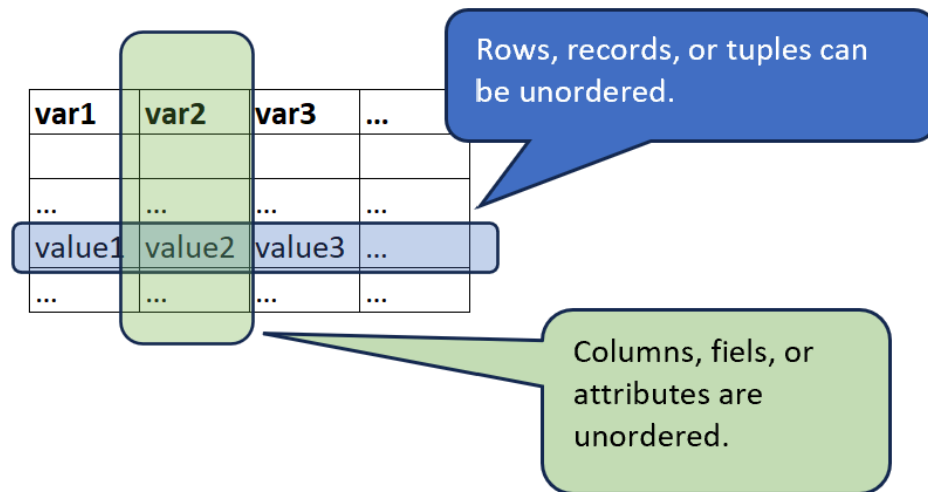 Rows, records, or tuples can
be unordered.
var1 var2 var3 ...
... ... ... ...
value1 value2 value3 ...
... ... ... ...
Columns, fiels, or
attributes are
unordered.